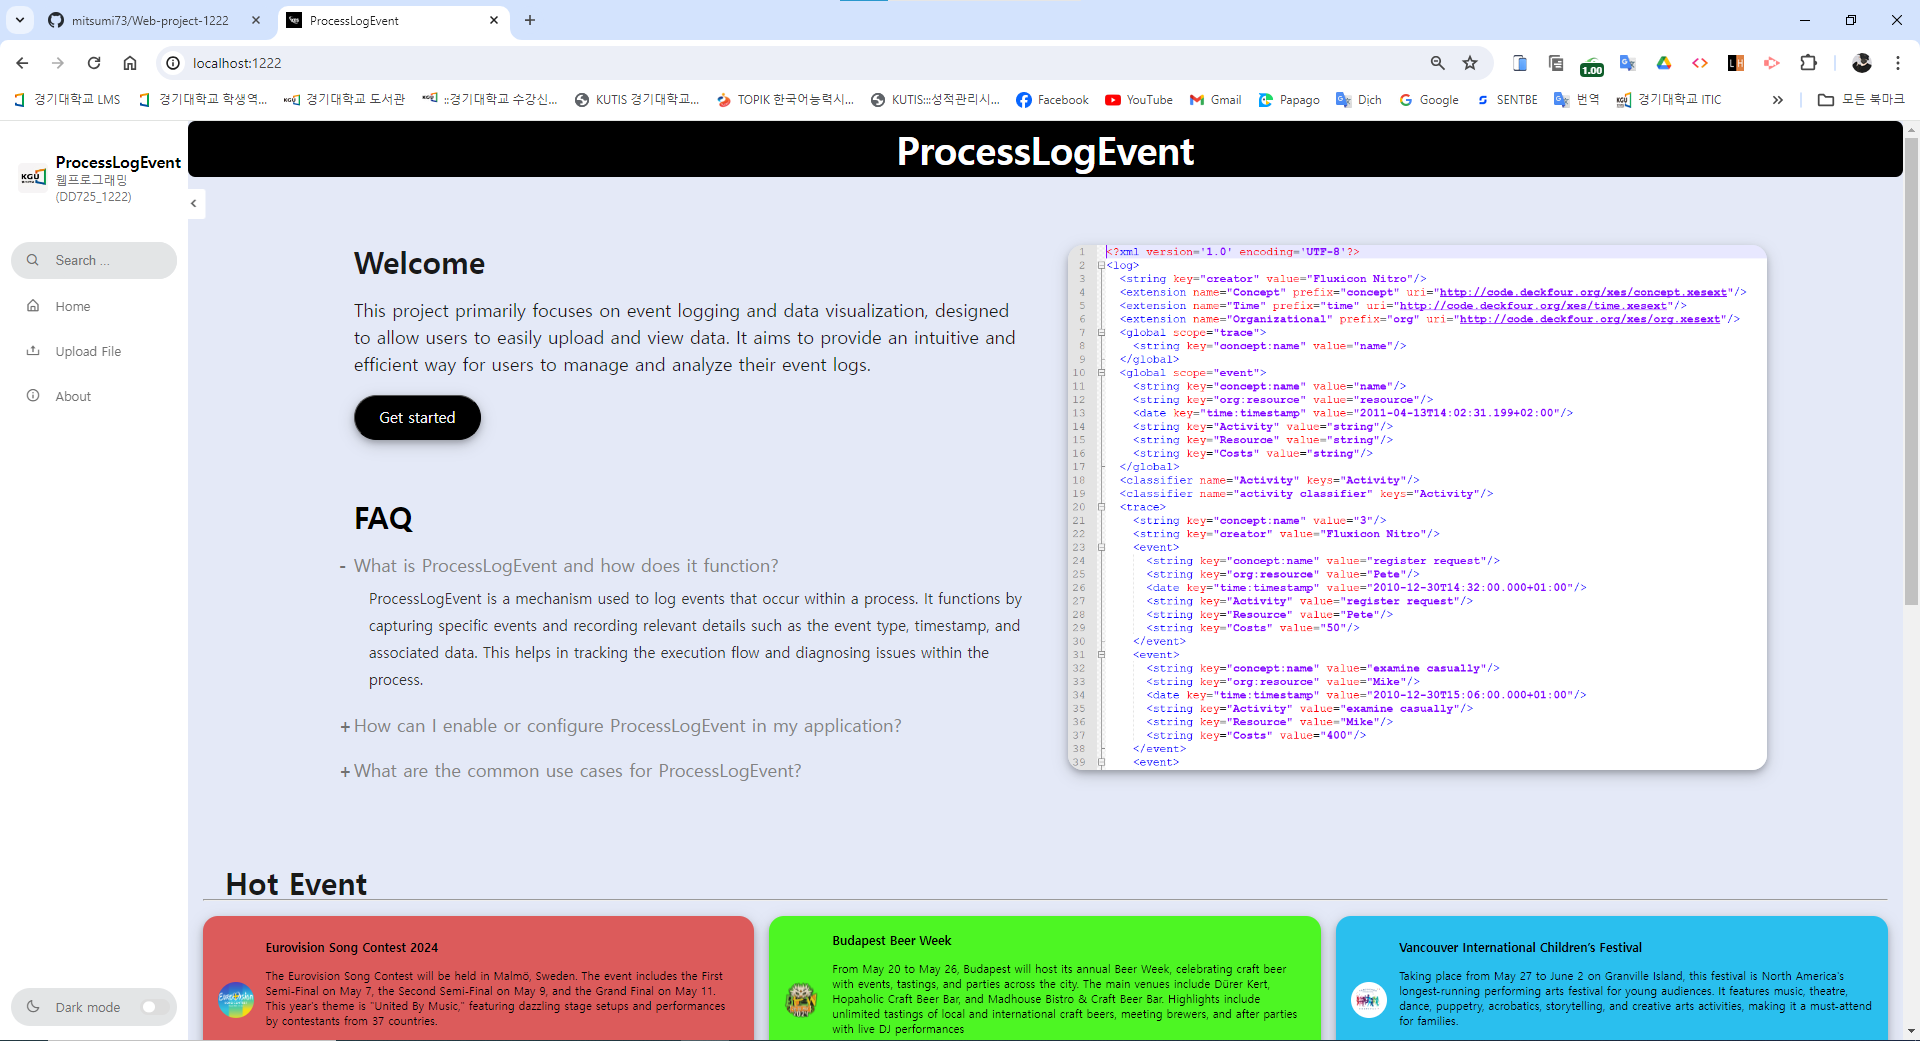 mitsumi73/Web-project-1222
ProcessLogEvent
localhost:1222
1.00
경기대학교 LMS
경기대학교 학생역...
경기대학교 도서관
::경기대학교 수강신...
KUTIS 경기대학교...
TOPIK 한국어능력시...
KUTIS:::성적관리시...
Facebook
YouTube
Gmail
Papago
Dịch
Google
SENTBE
번역
경기대학교 ITIC
모든 북마크
KGU
ProcessLogEvent
웹프로그래밍
(DD725_1222)
Search ...
Home
Upload File
About
Dark mode
ProcessLogEvent
Welcome
This project primarily focuses on event logging and data visualization, designed
to allow users to easily upload and view data. It aims to provide an intuitive and
efficient way for users to manage and analyze their event logs.
Get started
FAQ
- What is ProcessLogEvent and how does it function?
ProcessLogEvent is a mechanism used to log events that occur within a process. It functions by
capturing specific events and recording relevant details such as the event type, timestamp, and
associated data. This helps in tracking the execution flow and diagnosing issues within the
process.
+ How can I enable or configure ProcessLogEvent in my application?
+ What are the common use cases for ProcessLogEvent?
1 <?xml version='1.0' encoding='UTF-8'?>
2 <log>
3 <string key="creator" value="Fluxicon Nitro"/>
4 <extension name="Concept" prefix="concept" uri="http://code.deckfour.org/xes/concept.xesext"/>
5 <extension name="Time" prefix="time" uri="http://code.deckfour.org/xes/time.xesext"/>
6 <extension name="Organizational" prefix="org" uri="http://code.deckfour.org/xes/org.xesext"/>
7 <global scope="trace">
8 <string key="concept:name" value="name"/>
9 </global>
10 <global scope="event">
11 <string key="concept:name" value="name"/>
12 <string key="org:resource" value="resource"/>
13 <date key="time:timestamp" value="2011-04-13T14:02:31.199+02:00"/>
14 <string key="Activity" value="string"/>
15 <string key="Resource" value="string"/>
16 <string key="Costs" value="string"/>
17 </global>
18 <classifier name="Activity" keys="Activity"/>
19 <classifier name="activity classifier" keys="Activity"/>
20 <trace>
21 <string key="concept:name" value="3"/>
22 <string key="creator" value="Fluxicon Nitro"/>
23 <event>
24 <string key="concept:name" value="register request"/>
25 <string key="org:resource" value="Pete"/>
26 <date key="time:timestamp" value="2010-12-30T14:32:00.000+01:00"/>
27 <string key="Activity" value="register request"/>
28 <string key="Resource" value="Pete"/>
29 <string key="Costs" value="50"/>
30 </event>
31 <event>
32 <string key="concept:name" value="examine casually"/>
33 <string key="org:resource" value="Mike"/>
34 <date key="time:timestamp" value="2010-12-30T15:06:00.000+01:00"/>
35 <string key="Activity" value="examine casually"/>
36 <string key="Resource" value="Mike"/>
37 <string key="Costs" value="400"/>
38 </event>
39 <event>
Hot Event
Eurovision Song Contest 2024
The Eurovision Song Contest will be held in Malmö, Sweden. The event includes the First
Semi-Final on May 7, the Second Semi-Final on May 9, and the Grand Final on May 11.
This year's theme is "United By Music," featuring dazzling stage setups and performances
by contestants from 37 countries.
Budapest Beer Week
From May 20 to May 26, Budapest will host its annual Beer Week, celebrating craft beer
with events, tastings, and parties across the city. The main venues include Dürer Kert,
Hopaholic Craft Beer Bar, and Madhouse Bistro & Craft Beer Bar. Highlights include
unlimited tastings of local and international craft beers, meeting brewers, and after parties
with live DJ performances
Vancouver International Children's Festival
Taking place from May 27 to June 2 on Granville Island, this festival is North America's
longest-running performing arts festival for young audiences. It features music, theatre,
dance, puppetry, acrobatics, storytelling, and creative arts activities, making it a must-attend
for families.